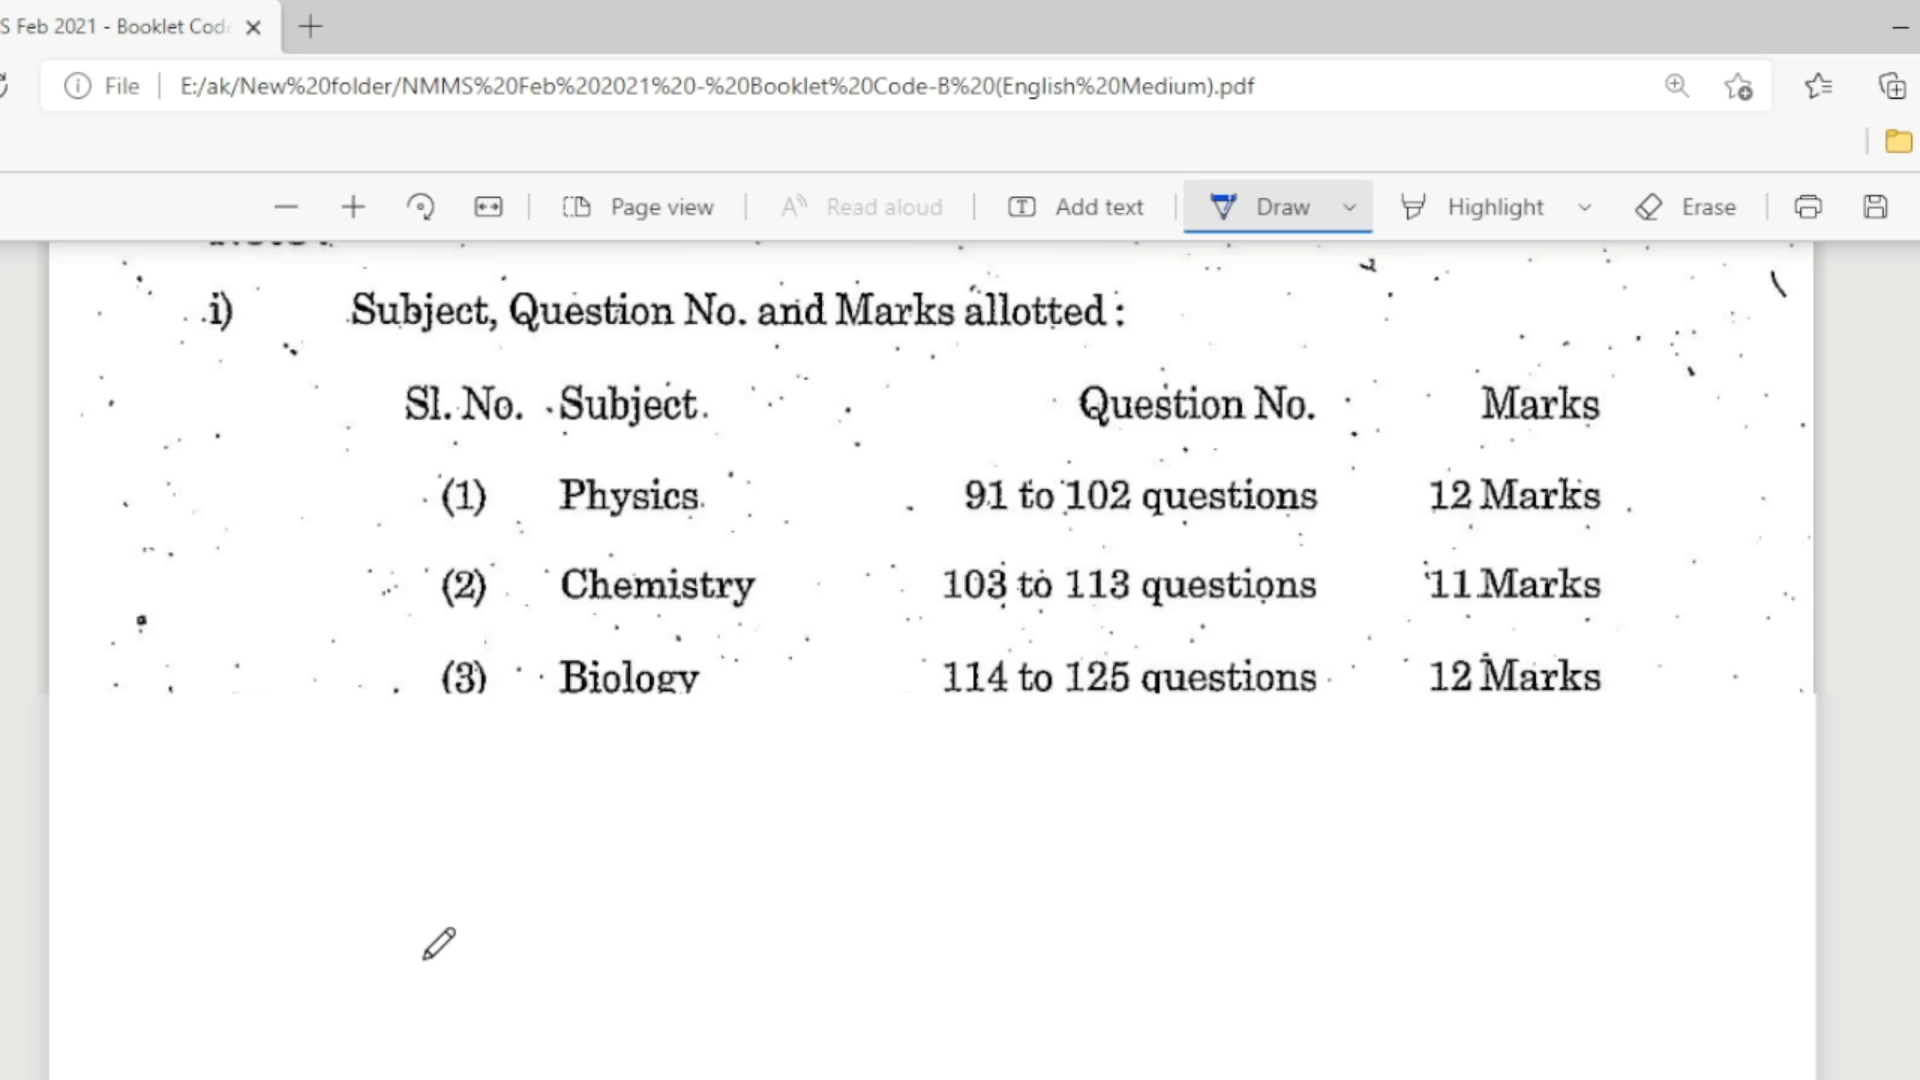 S Feb 2021 - Booklet Cod
File
E:/ak/New%20folder/NMMS%20Feb%202021%20-%20Booklet%20Code-B%20(English%20Medium).pdf
Page view
Read aloud
Add text
Draw
Highlight
Erase
i) Subject, Question No. and Marks allotted :
Sl. No. Subject Question No. Marks
(1) Physics 91 to 102 questions 12 Marks
(2) Chemistry 103 to 113 questions 11 Marks
(3) Biology 114 to 125 questions 12 Marks